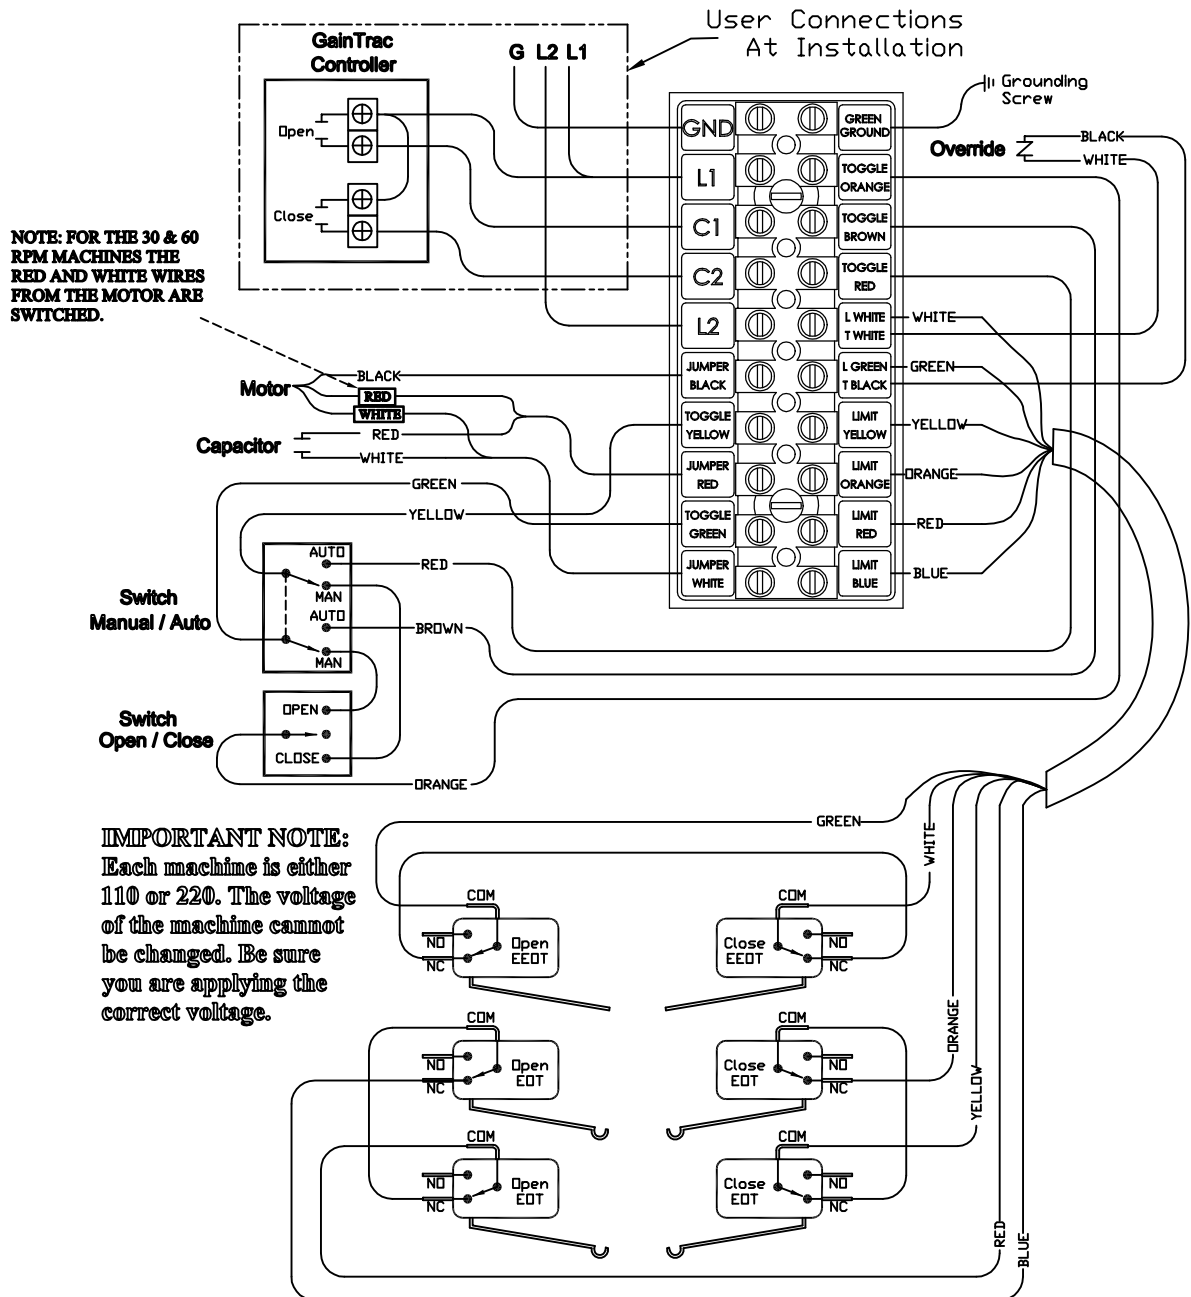 User Connections
At Installation
GainTrac
Controller
G L2 L1
Open
Close
Grounding
Screw
Override
BLACK
WHITE
GND
GREEN
GROUND
L1
TOGGLE
ORANGE
C1
TOGGLE
BROWN
C2
TOGGLE
RED
L2
L WHITE
T WHITE
WHITE
JUMPER
BLACK
L GREEN
T BLACK
GREEN
TOGGLE
YELLOW
LIMIT
YELLOW
YELLOW
JUMPER
RED
LIMIT
ORANGE
ORANGE
TOGGLE
GREEN
LIMIT
RED
RED
JUMPER
WHITE
LIMIT
BLUE
BLUE
NOTE: FOR THE 30 & 60
RPM MACHINES THE
RED AND WHITE WIRES
FROM THE MOTOR ARE
SWITCHED.
Motor
BLACK
RED
WHITE
Capacitor
RED
WHITE
GREEN
YELLOW
Switch
Manual / Auto
AUTO
MAN
AUTO
MAN
RED
BROWN
Switch
Open / Close
OPEN
CLOSE
ORANGE
IMPORTANT NOTE:
Each machine is either
110 or 220. The voltage
of the machine cannot
be changed. Be sure
you are applying the
correct voltage.
GREEN
WHITE
ORANGE
YELLOW
RED
BLUE
COM
NO
NC
Open
EEOT
COM
Close
EEOT
NO
NC
COM
NO
NC
Open
EOT
COM
Close
EOT
NO
NC
COM
NO
NC
Open
EOT
COM
Close
EOT
NO
NC